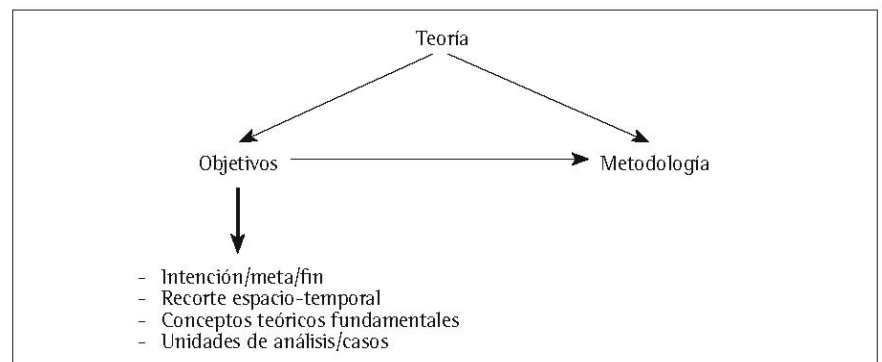 Teoría
Objetivos
Metodología
- Intención/meta/fin
- Recorte espacio-temporal
- Conceptos teóricos fundamentales
- Unidades de análisis/casos